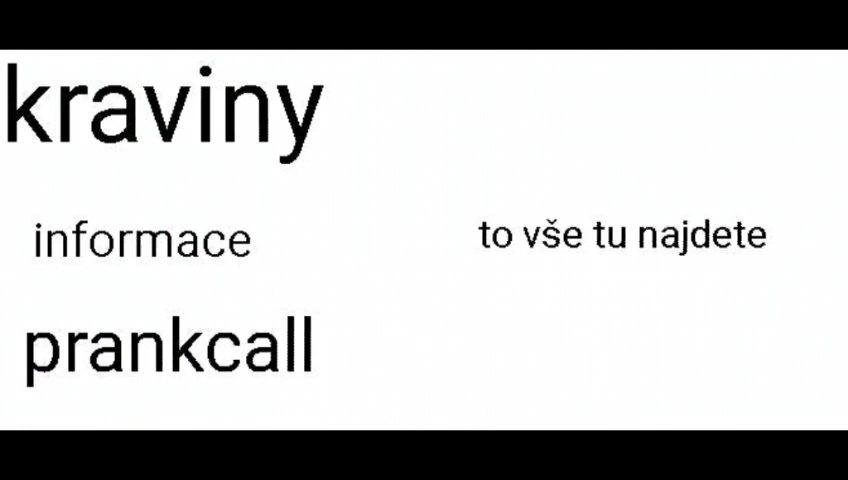 kraviny
informace
to vše tu najdete
prankcall